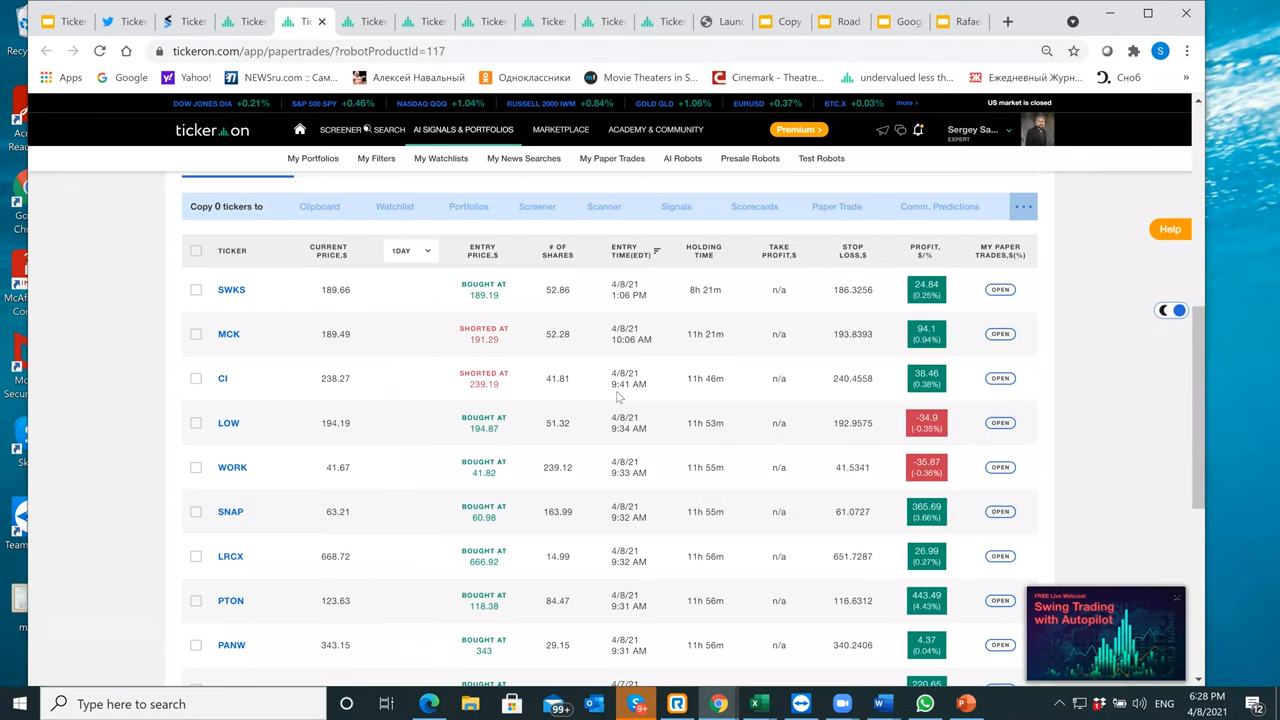 Tick
Tick
Tick
Tick
Tick
Tick
Launc
Copy
Road
Goog
Rafae
tickeron.com/app/papertrades/?robotProductId=117
S
Apps
Google
Yahoo!
NEWSru.com :: Сам...
Алексей Навальный
Одноклассники
Movie Theaters in S...
Cinemark - Theatre...
undervalued less th...
Ежедневный Журн...
Сноб
»
DOW JONES DIA +0.21%
S&P 500 SPY +0.46%
NASDAQ QQQ +1.04%
RUSSELL 2000 IWM +0.84%
GOLD GLD +1.06%
EURUSD +0.37%
BTC.X +0.03%
more ›
US market is closed
tickeron
SCREENER
SEARCH
AI SIGNALS & PORTFOLIOS
MARKETPLACE
ACADEMY & COMMUNITY
Premium ›
Sergey Sa...
EXPERT
My Portfolios
My Filters
My Watchlists
My News Searches
My Paper Trades
AI Robots
Presale Robots
Test Robots
Copy 0 tickers to
Clipboard
Watchlist
Portfolios
Screener
Scanner
Signals
Scorecards
Paper Trade
Comm. Predictions
...
Help
TICKER
CURRENT PRICE,$
1DAY
ENTRY PRICE,$
# OF SHARES
ENTRY TIME(EDT)
HOLDING TIME
TAKE PROFIT,$
STOP LOSS,$
PROFIT, $/%
MY PAPER TRADES,$(%)
SWKS 189.66 BOUGHT AT 189.19 52.86 4/8/21 1:06 PM 8h 21m n/a 186.3256 24.84 (0.25%) OPEN
MCK 189.49 SHORTED AT 191.29 52.28 4/8/21 10:06 AM 11h 21m n/a 193.8393 94.1 (0.94%) OPEN
CI 238.27 SHORTED AT 239.19 41.81 4/8/21 9:41 AM 11h 46m n/a 240.4558 38.46 (0.38%) OPEN
LOW 194.19 BOUGHT AT 194.87 51.32 4/8/21 9:34 AM 11h 53m n/a 192.9575 -34.9 (-0.35%) OPEN
WORK 41.67 BOUGHT AT 41.82 239.12 4/8/21 9:33 AM 11h 55m n/a 41.5341 -35.87 (-0.36%) OPEN
SNAP 63.21 BOUGHT AT 60.98 163.99 4/8/21 9:32 AM 11h 55m n/a 61.0727 365.69 (3.66%) OPEN
LRCX 668.72 BOUGHT AT 666.92 14.99 4/8/21 9:32 AM 11h 56m n/a 651.7287 26.99 (0.27%) OPEN
PTON 123.63 BOUGHT AT 118.38 84.47 4/8/21 9:31 AM 11h 56m n/a 116.6312 443.49 (4.43%) OPEN
PANW 343.15 BOUGHT AT 343 29.15 4/8/21 9:31 AM 11h 56m n/a 340.2406 4.37 (0.04%) OPEN
4/7/21
220.65
FREE Live Webcast
Swing Trading
with Autopilot
Recy
McAf
Co
Secu
Sk
Team
m
Type here to search
99+
6:28 PM
4/8/2021
12